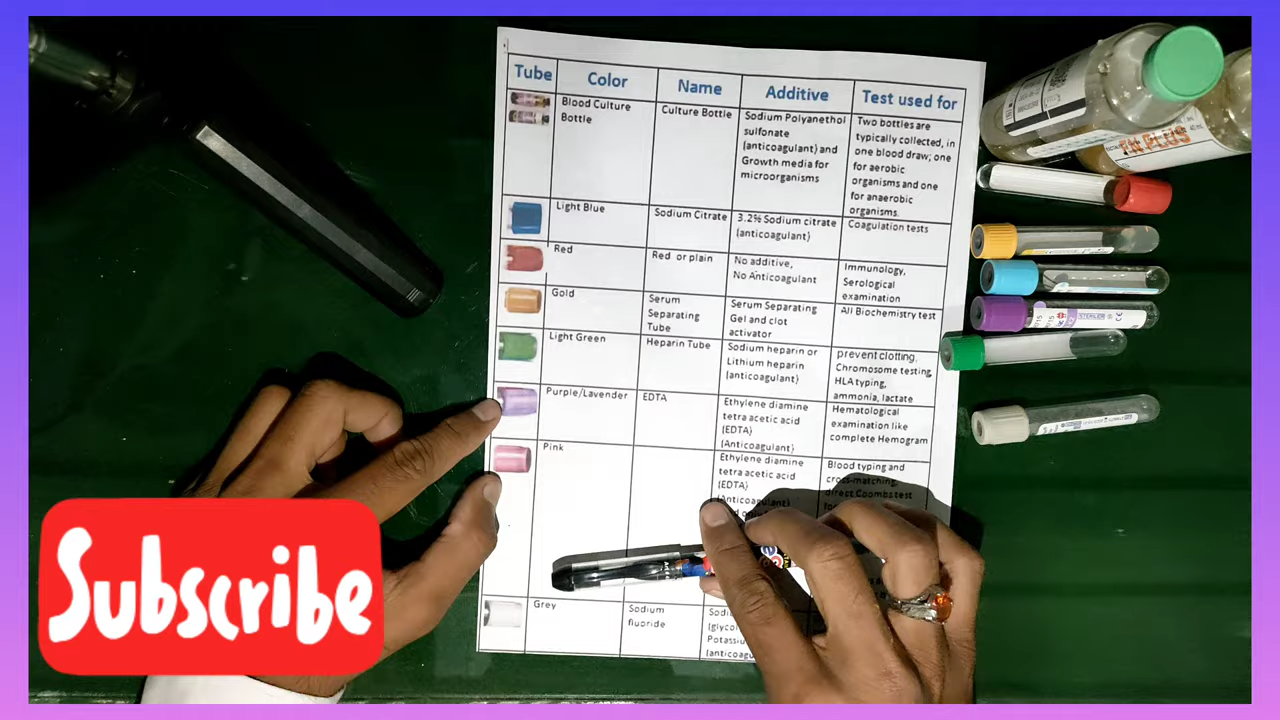 Tube Color Name Additive Test used for
Blood Culture
Bottle
Culture Bottle
Sodium Polyanethol
sulfonate
(anticoagulant) and
Growth media for
microorganisms
Two bottles are
typically collected, in
one blood draw; one
for aerobic
organisms and one
for anaerobic
organisms.
Light Blue
Sodium Citrate
3.2% Sodium citrate
(anticoagulant)
Coagulation tests
Red
Red or plain
No additive,
No Anticoagulant
Immunology,
Serological
examination
Gold
Serum
Separating
Tube
Serum Separating
Gel and clot
activator
All Biochemistry test
Light Green
Heparin Tube
Sodium heparin or
Lithium heparin
(anticoagulant)
prevent clotting,
Chromosome testing,
HLA typing,
ammonia, lactate
Purple/Lavender
EDTA
Ethylene diamine
tetra acetic acid
(EDTA)
(Anticoagulant)
Hematological
examination like
complete Hemogram
Pink
Ethylene diamine
tetra acetic acid
(EDTA)
(Anticoagulant)
Blood typing and
cross-matching,
direct Coombs test
Grey
Sodium
fluoride
FN PLUS
Subscribe